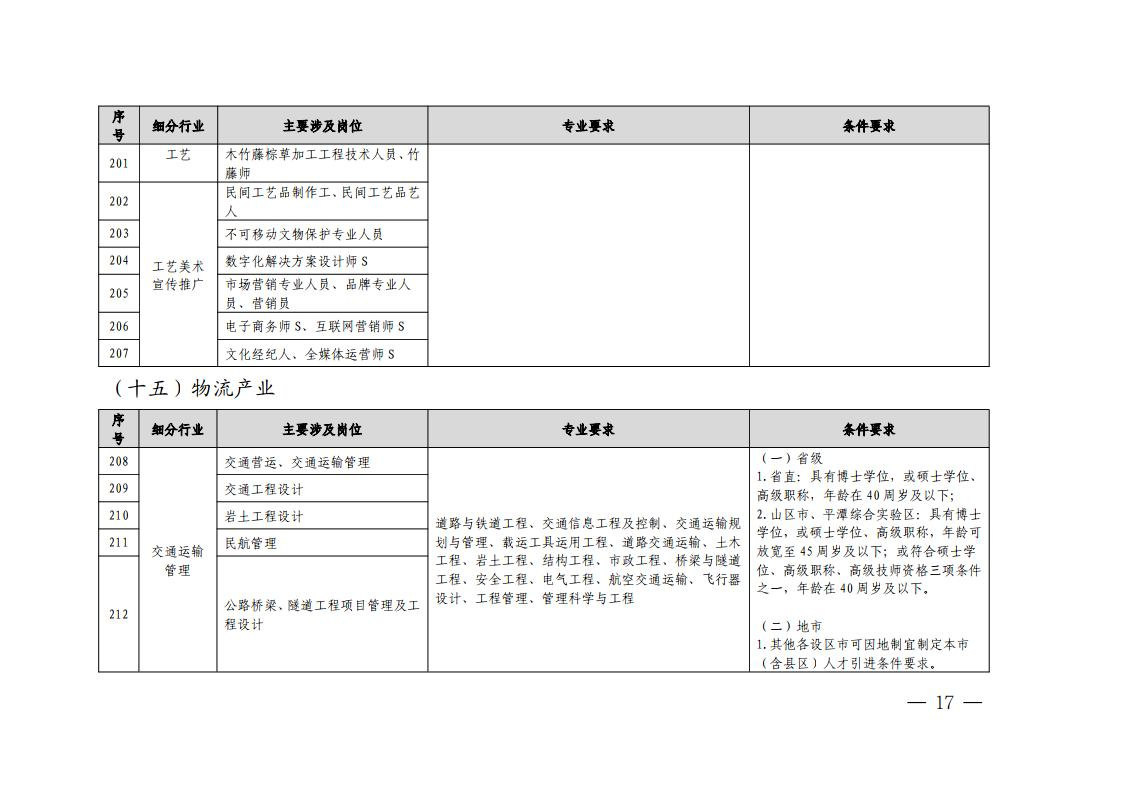 序
号
细分行业
主要涉及岗位
专业要求
条件要求
201
工艺
木竹藤棕草加工工程技术人员、竹
藤师
202
民间工艺品制作工、民间工艺品艺
人
203
不可移动文物保护专业人员
204
数字化解决方案设计师 S
工艺美术
宣传推广
205
市场营销专业人员、品牌专业人
员、营销员
206
电子商务师 S、互联网营销师 S
207
文化经纪人、全媒体运营师 S
（十五）物流产业
序
号
细分行业
主要涉及岗位
专业要求
条件要求
208
交通营运、交通运输管理
209
交通工程设计
210
岩土工程设计
211
民航管理
交通运输
管理
212
公路桥梁、隧道工程项目管理及工
程设计
道路与铁道工程、交通信息工程及控制、交通运输规
划与管理、载运工具运用工程、道路交通运输、土木
工程、岩土工程、结构工程、市政工程、桥梁与隧道
工程、安全工程、电气工程、航空交通运输、飞行器
设计、工程管理、管理科学与工程
（一）省级
1.省直：具有博士学位，或硕士学位、
高级职称，年龄在 40 周岁及以下；
2.山区市、平潭综合实验区：具有博士
学位，或硕士学位、高级职称，年龄可
放宽至 45 周岁及以下；或符合硕士学
位、高级职称、高级技师资格三项条件
之一，年龄在 40 周岁及以下。
（二）地市
1.其他各设区市可因地制宜制定本市
（含县区）人才引进条件要求。
— 17 —